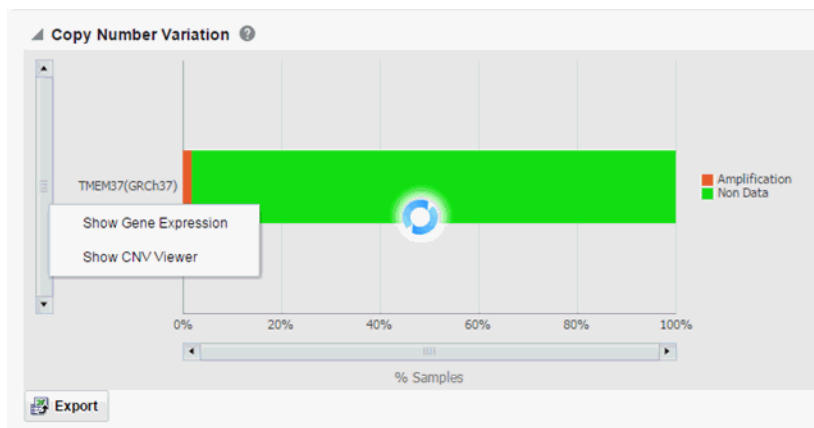 Copy Number Variation ?
TMEM37(GRCh37)
Show Gene Expression
Show CNV Viewer
Amplification
Non Data
0% 20% 40% 60% 80% 100%
% Samples
Export